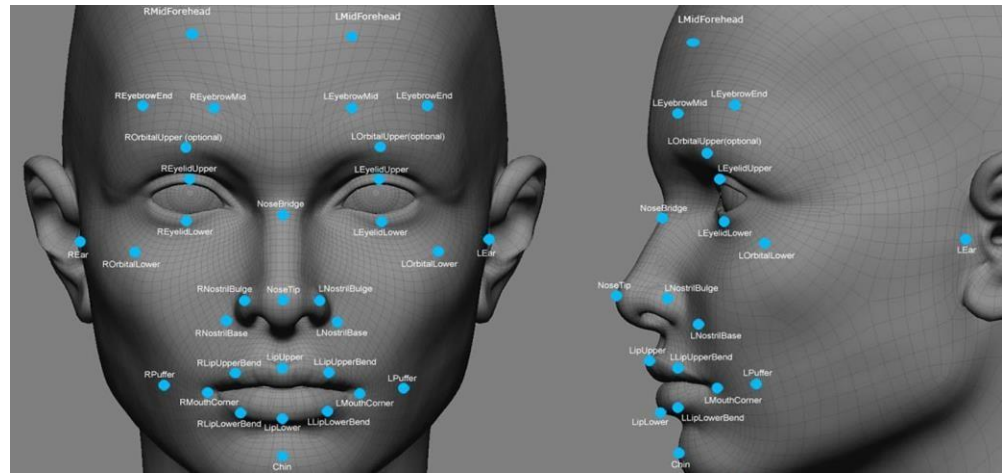 RMidForehead
LMidForehead
REyebrowEnd
REyebrowMid
LEyebrowMid
LEyebrowEnd
ROrbitalUpper (optional)
LOrbitalUpper(optional)
REyelidUpper
LEyelidUpper
NoseBridge
REyelidLower
LEyelidLower
REar
ROrbitalLower
LOrbitalLower
LEar
RNostrilBulge
NoseTip
LNostrilBulge
RNostrilBase
LNostrilBase
RLipUpperBend
LipUpper
LLipUpperBend
RPuffer
LPuffer
RMouthCorner
LMouthCorner
RLipLowerBend
LipLower
LLipLowerBend
Chin
LMidForehead
LEyebrowMid
LEyebrowEnd
LOrbitalUpper(optional)
LEyelidUpper
NoseBridge
LEyelidLower
LOrbitalLower
LEar
NoseTip
LNostrilBulge
LNostrilBase
LipUpper
LLipUpperBend
LPuffer
LMouthCorner
LipLower
LLipLowerBend
Chin